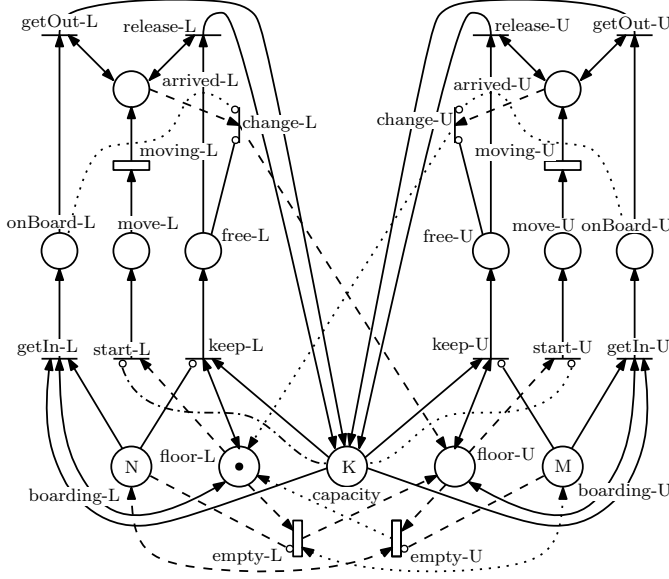 getOut-L
release-L
release-U
getOut-U
arrived-L
arrived-U
change-L
change-U
moving-L
moving-U
onBoard-L
move-L
free-L
free-U
move-U
onBoard-U
getIn-L
start-L
keep-L
keep-U
start-U
getIn-U
floor-L
floor-U
N
K
M
boarding-L
capacity
boarding-U
empty-L
empty-U